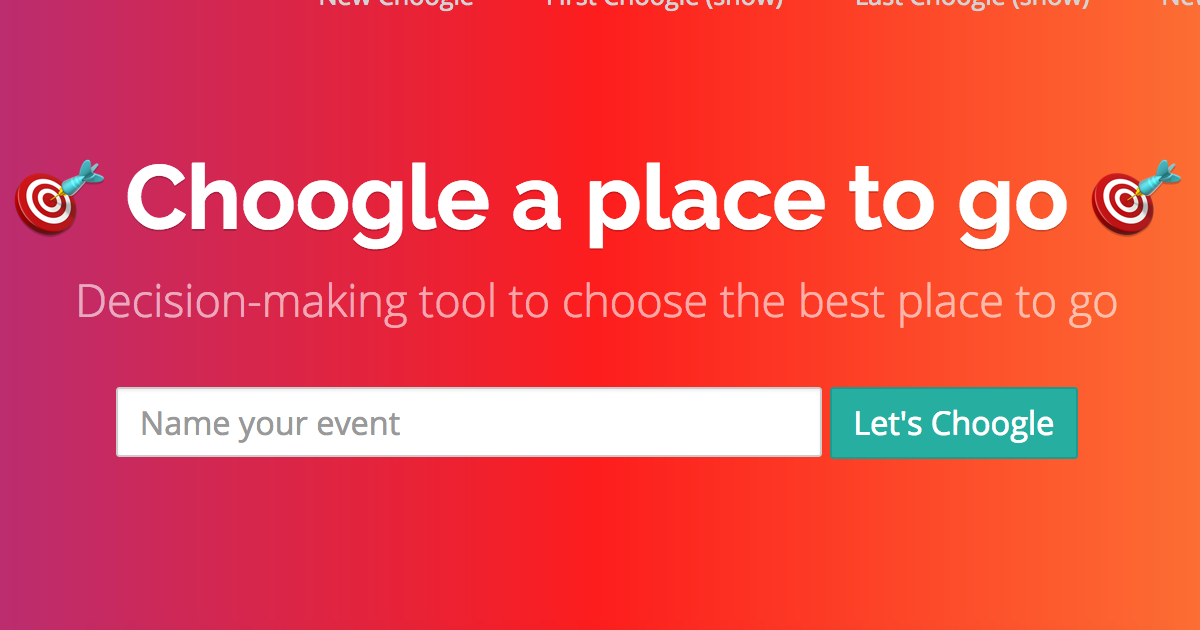 New Choogle First Choogle (show) Last Choogle (show)
Choogle a place to go
Decision-making tool to choose the best place to go
Name your event Let's Choogle